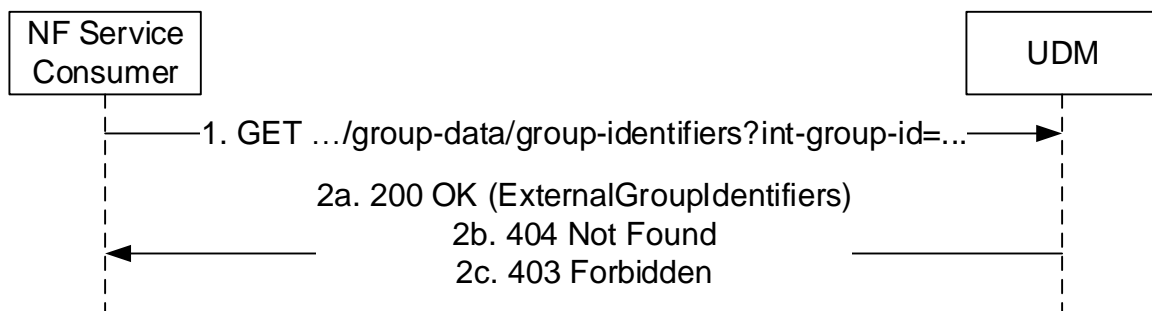 NF Service
Consumer
UDM
1. GET …/group-data/group-identifiers?int-group-id=...
2a. 200 OK (ExternalGroupIdentifiers)
2b. 404 Not Found
2c. 403 Forbidden